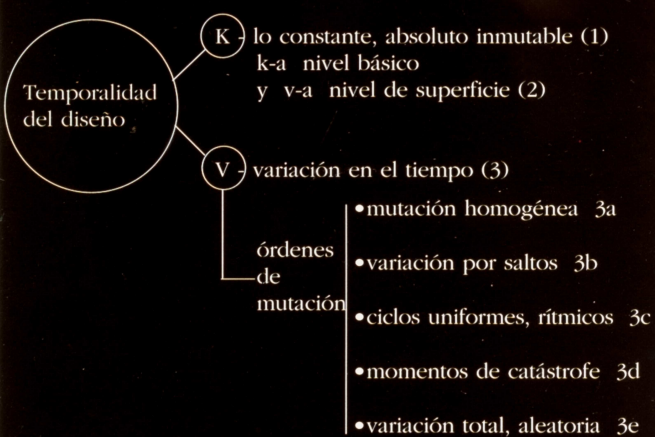 Temporalidad
del diseño
K - lo constante, absoluto inmutable (1)
k-a nivel básico
y v-a nivel de superficie (2)
V - variación en el tiempo (3)
órdenes
de
mutación
•mutación homogénea 3a
•variación por saltos 3b
•ciclos uniformes, rítmicos 3c
•momentos de catástrofe 3d
•variación total, aleatoria 3e